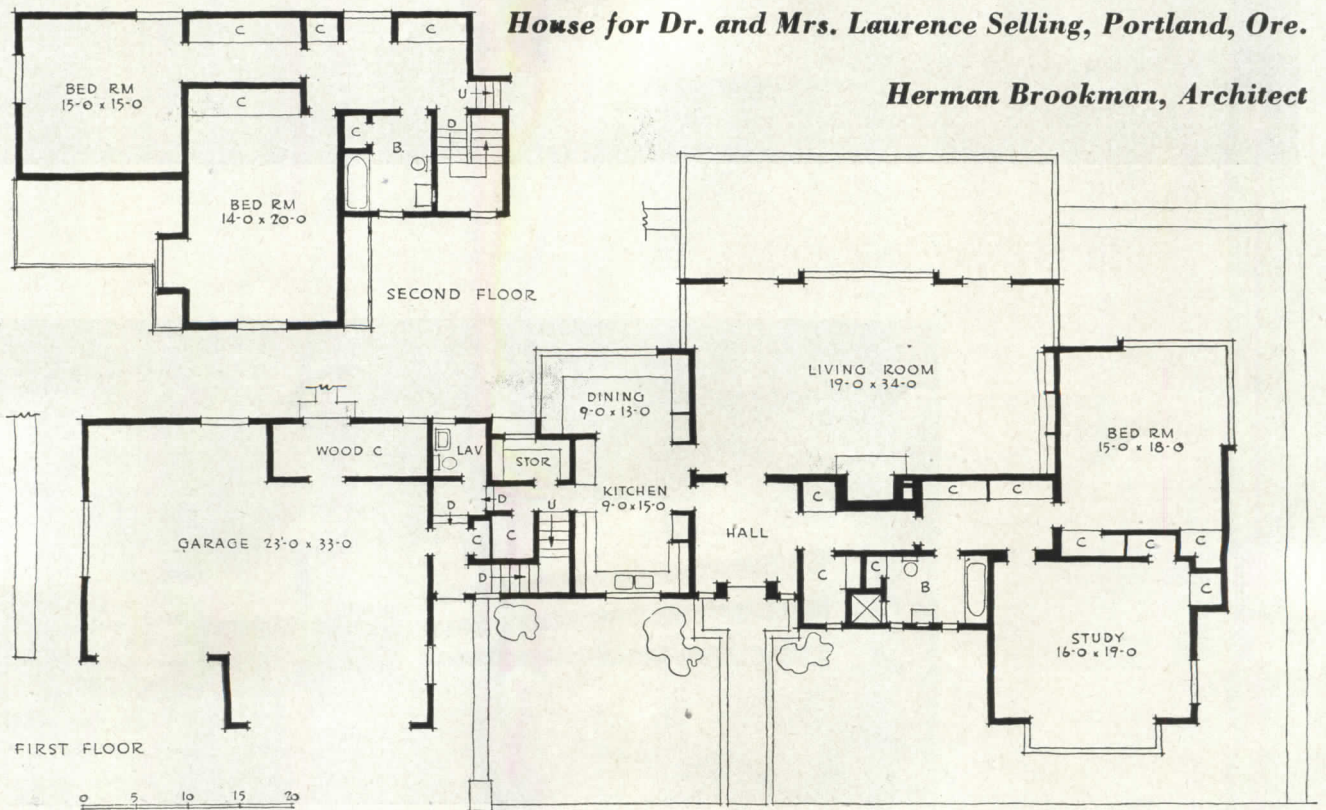 House for Dr. and Mrs. Laurence Selling, Portland, Ore.
Herman Brookman, Architect
C
C
C
BED RM
15-0 x 15-0
C
U
D
C
B.
BED RM
14-0 x 20-0
SECOND FLOOR
LIVING ROOM
19-0 x 34-0
DINING
9-0 x 13-0
BED RM
15-0 x 18-0
WOOD C
LAV
STOR
KITCHEN
9-0 x 15-0
C
C
C
D
D
U
HALL
GARAGE 23'-0 x 33-0
C
C
C
C
C
C
C
C
D
B
STUDY
16-0 x 19-0
FIRST FLOOR
0 5 10 15 20